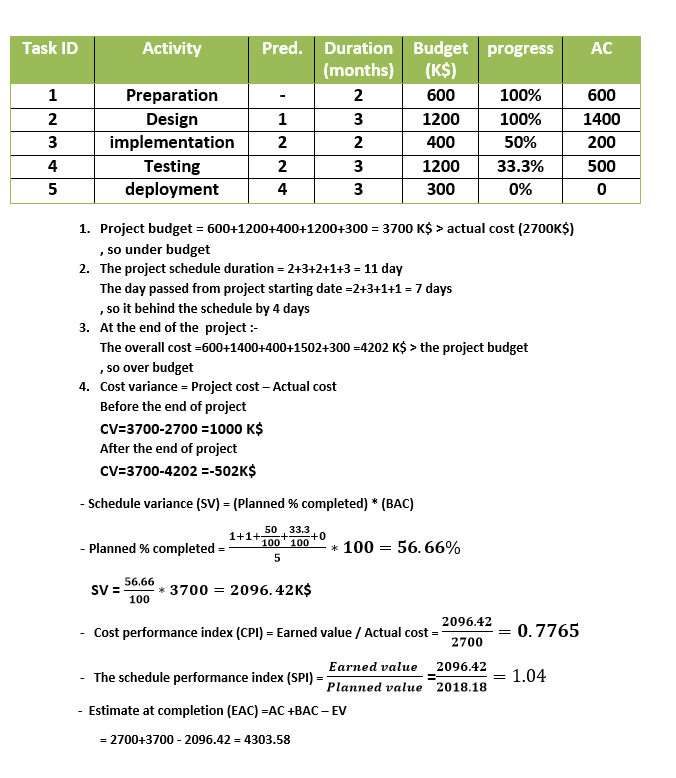 Task ID Activity Pred. Duration (months) Budget (K$) progress AC
1 Preparation - 2 600 100% 600
2 Design 1 3 1200 100% 1400
3 implementation 2 2 400 50% 200
4 Testing 2 3 1200 33.3% 500
5 deployment 4 3 300 0% 0
1. Project budget = 600+1200+400+1200+300 = 3700 K$ > actual cost (2700K$)
, so under budget
2. The project schedule duration = 2+3+2+1+3 = 11 day
The day passed from project starting date =2+3+1+1 = 7 days
, so it behind the schedule by 4 days
3. At the end of the project :-
The overall cost =600+1400+400+1502+300 =4202 K$ > the project budget
, so over budget
4. Cost variance = Project cost – Actual cost
Before the end of project
CV=3700-2700 =1000 K$
After the end of project
CV=3700-4202 =-502K$
- Schedule variance (SV) = (Planned % completed) * (BAC)
- Planned % completed = (1+1+50/100+33.3/100+0)/5 * 100 = 56.66%
SV = 56.66/100 * 3700 = 2096.42K$
- Cost performance index (CPI) = Earned value / Actual cost = 2096.42/2700 = 0.7765
- The schedule performance index (SPI) = Earned value/Planned value =2096.42/2018.18 = 1.04
- Estimate at completion (EAC) =AC +BAC – EV
= 2700+3700 - 2096.42 = 4303.58